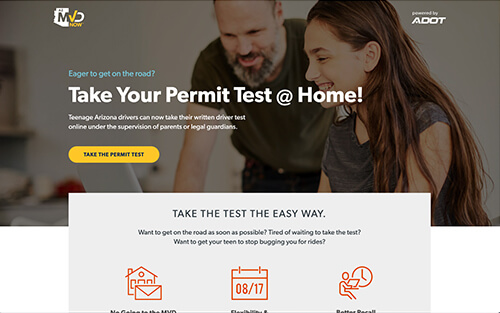 AZ
MVD
NOW
powered by
ADOT
Eager to get on the road?
Take Your Permit Test @ Home!
Teenage Arizona drivers can now take their written driver test
online under the supervision of parents or legal guardians.
TAKE THE PERMIT TEST
TAKE THE TEST THE EASY WAY.
Want to get on the road as soon as possible? Tired of waiting to take the test?
Want to get your teen to stop bugging you for rides?
08/17
No Going to the MVD
Flexibility &
Better Recall